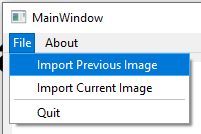 MainWindow
File About
Import Previous Image
Import Current Image
Quit